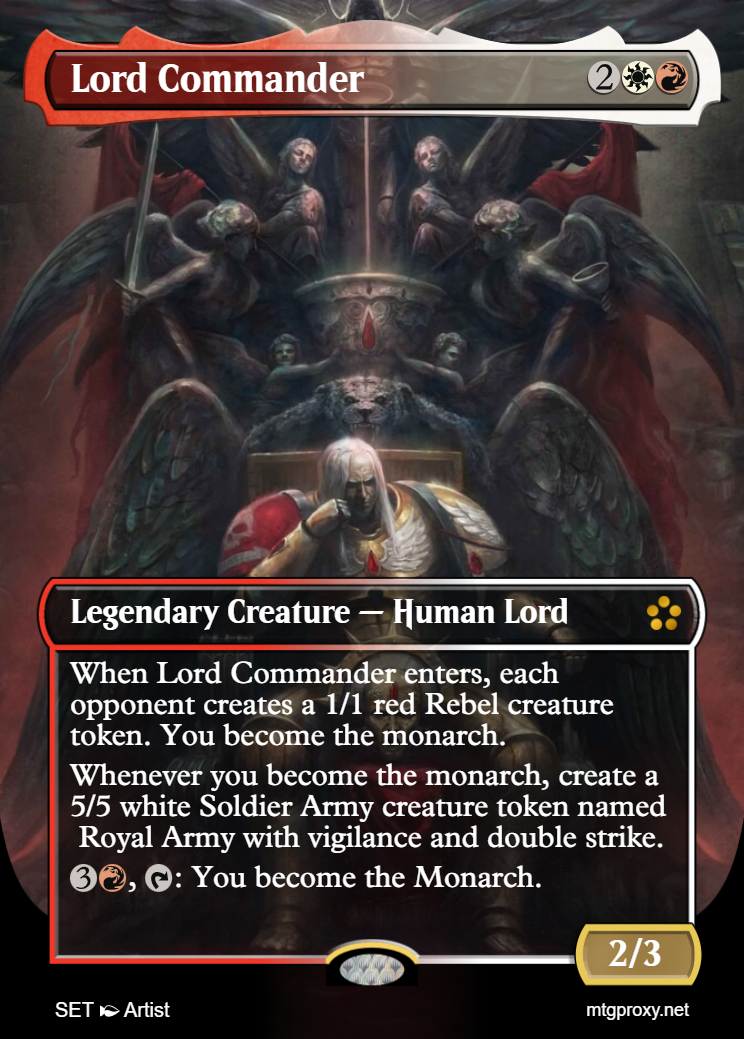 Lord Commander 2
Legendary Creature — Human Lord
When Lord Commander enters, each
opponent creates a 1/1 red Rebel creature
token. You become the monarch.
Whenever you become the monarch, create a
5/5 white Soldier Army creature token named
Royal Army with vigilance and double strike.
3, : You become the Monarch.
2/3
SET Artist
mtgproxy.net